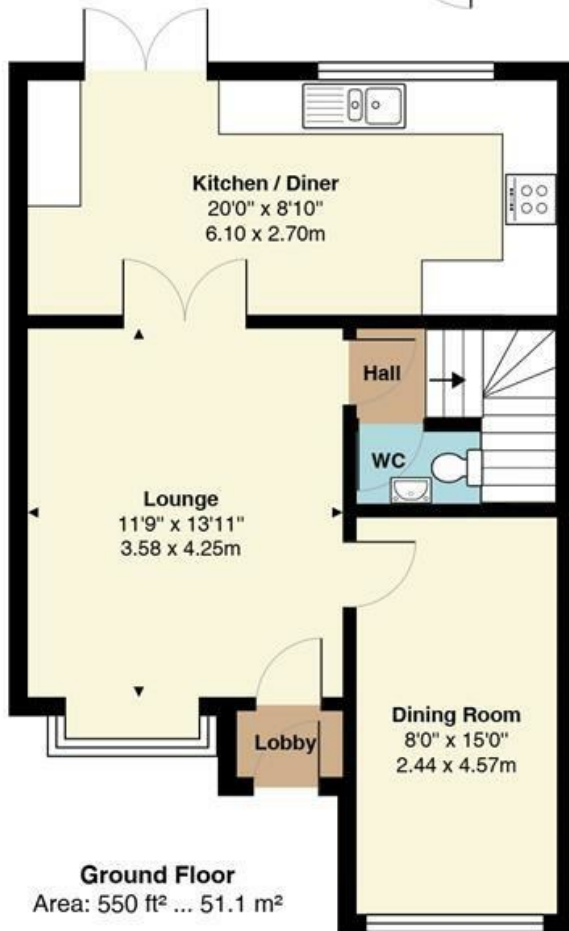 Kitchen / Diner
20'0" x 8'10"
6.10 x 2.70m
Hall
WC
Lounge
11'9" x 13'11"
3.58 x 4.25m
Lobby
Dining Room
8'0" x 15'0"
2.44 x 4.57m
Ground Floor
Area: 550 ft² ... 51.1 m²